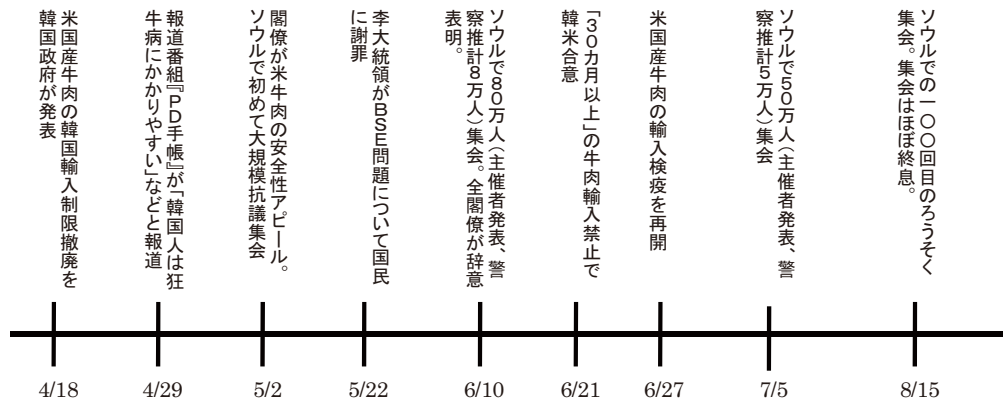 米国産牛肉の韓国輸入制限撤廃を
韓国政府が発表
報道番組『ＰＤ手帳』が「韓国人は狂
牛病にかかりやすい」などと報道
閣僚が米牛肉の安全性アピール。
ソウルで初めて大規模抗議集会
李大統領がＢＳＥ問題について国民
に謝罪
ソウルで８０万人（主催者発表、警
察推計８万人）集会。全閣僚が辞意
表明。
「３０カ月以上」の牛肉輸入禁止で
韓米合意
米国産牛肉の輸入検疫を再開
ソウルで５０万人（主催者発表、警
察推計５万人）集会
ソウルでの一〇〇回目のろうそく
集会。集会はほぼ終息。
4/18 4/29 5/2 5/22 6/10 6/21 6/27 7/5 8/15